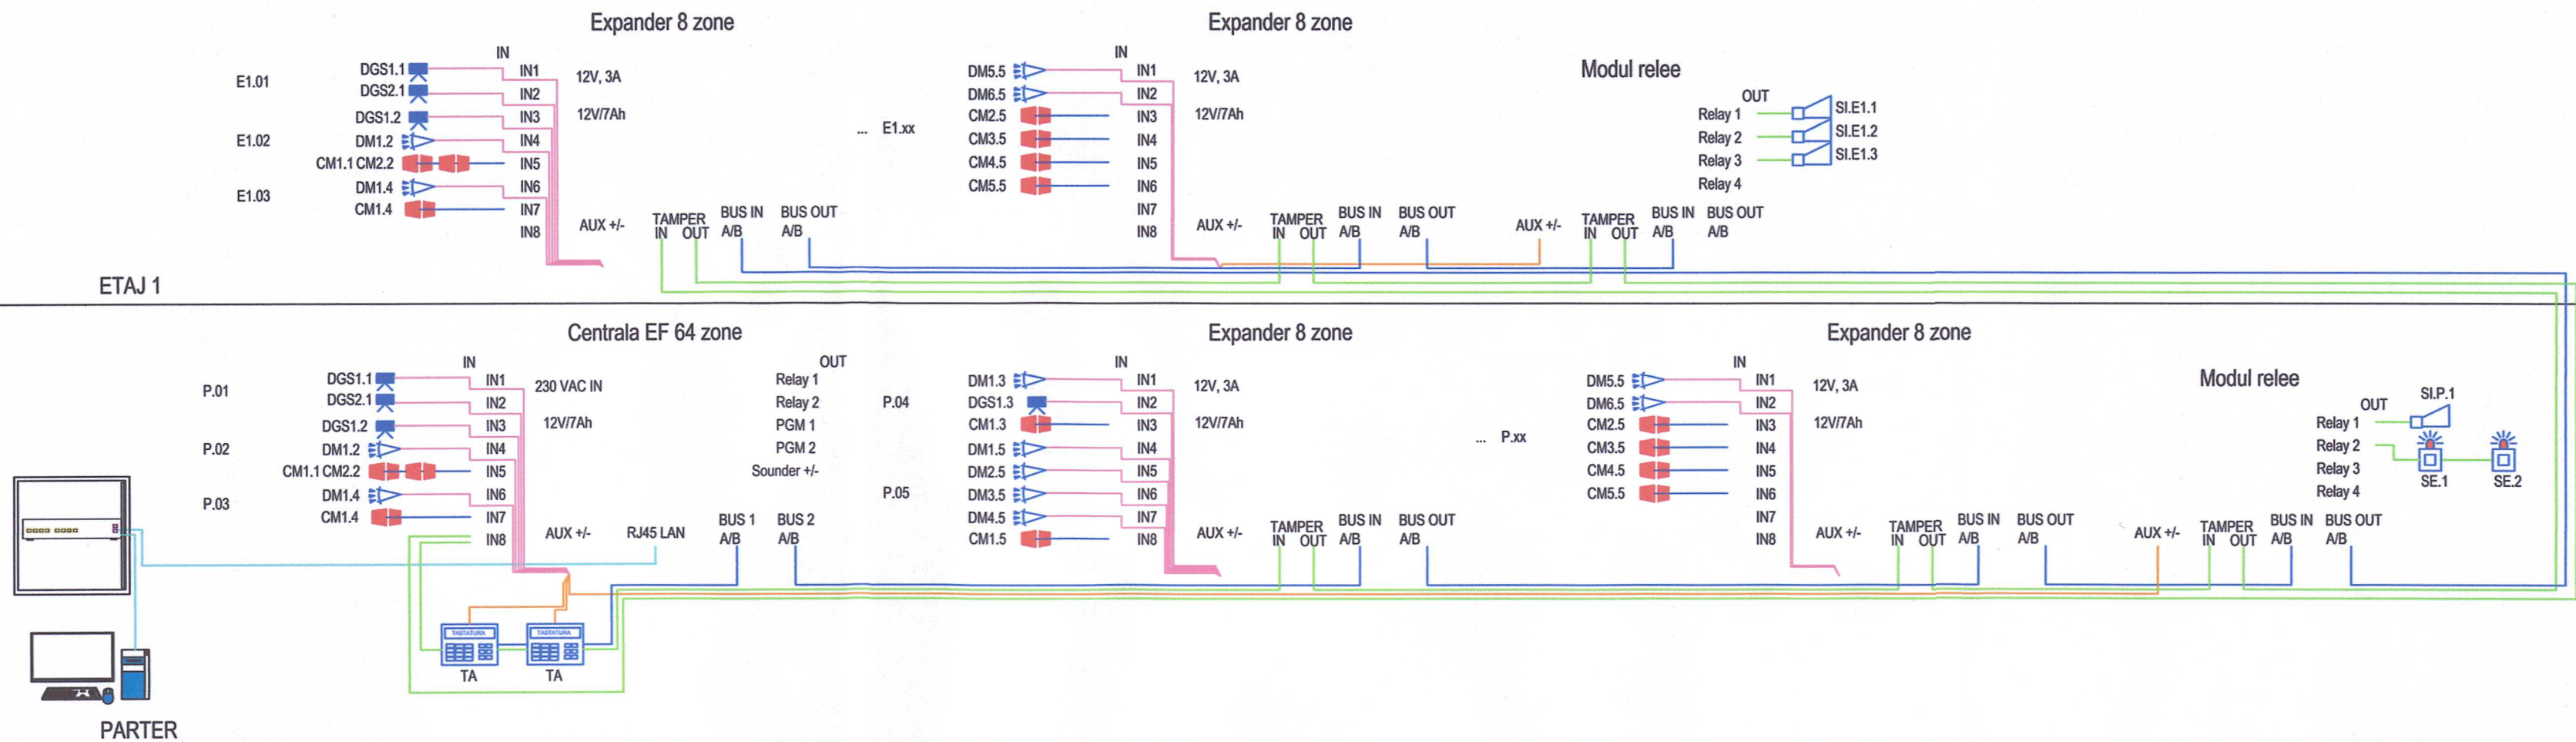 Expander 8 zone
Expander 8 zone
IN
IN
Modul relee
E1.01
DGS1.1
IN1
12V, 3A
DGS2.1
IN2
DGS1.2
IN3
12V/7Ah
E1.02
DM1.2
IN4
CM1.1 CM2.2
IN5
DM1.4
IN6
E1.03
CM1.4
IN7
IN8
AUX +/-
TAMPER
IN OUT
BUS IN
A/B
BUS OUT
A/B
... E1.xx
DM5.5
IN1
12V, 3A
DM6.5
IN2
CM2.5
IN3
12V/7Ah
CM3.5
IN4
CM4.5
IN5
CM5.5
IN6
IN7
IN8
AUX +/-
TAMPER
IN OUT
BUS IN
A/B
BUS OUT
A/B
OUT
Relay 1
SI.E1.1
Relay 2
SI.E1.2
Relay 3
SI.E1.3
Relay 4
AUX +/-
TAMPER
IN OUT
BUS IN
A/B
BUS OUT
A/B
ETAJ 1
Centrala EF 64 zone
Expander 8 zone
Expander 8 zone
IN
P.01
DGS1.1
IN1
230 VAC IN
DGS2.1
IN2
DGS1.2
IN3
12V/7Ah
P.02
DM1.2
IN4
CM1.1 CM2.2
IN5
DM1.4
IN6
P.03
CM1.4
IN7
IN8
AUX +/-
RJ45 LAN
OUT
Relay 1
Relay 2
PGM 1
PGM 2
Sounder +/-
BUS 1
A/B
BUS 2
A/B
IN
DM1.3
IN1
12V, 3A
P.04
DGS1.3
IN2
CM1.3
IN3
12V/7Ah
DM1.5
IN4
DM2.5
IN5
P.05
DM3.5
IN6
DM4.5
IN7
CM1.5
IN8
AUX +/-
TAMPER
IN OUT
BUS IN
A/B
BUS OUT
A/B
... P.xx
IN
DM5.5
IN1
12V, 3A
DM6.5
IN2
CM2.5
IN3
12V/7Ah
CM3.5
IN4
CM4.5
IN5
CM5.5
IN6
IN7
IN8
AUX +/-
TAMPER
IN OUT
BUS IN
A/B
BUS OUT
A/B
Modul relee
OUT
SI.P.1
Relay 1
Relay 2
Relay 3
SE.1
SE.2
Relay 4
AUX +/-
TAMPER
IN OUT
BUS IN
A/B
BUS OUT
A/B
TASTATURA
TASTATURA
TA
TA
PARTER